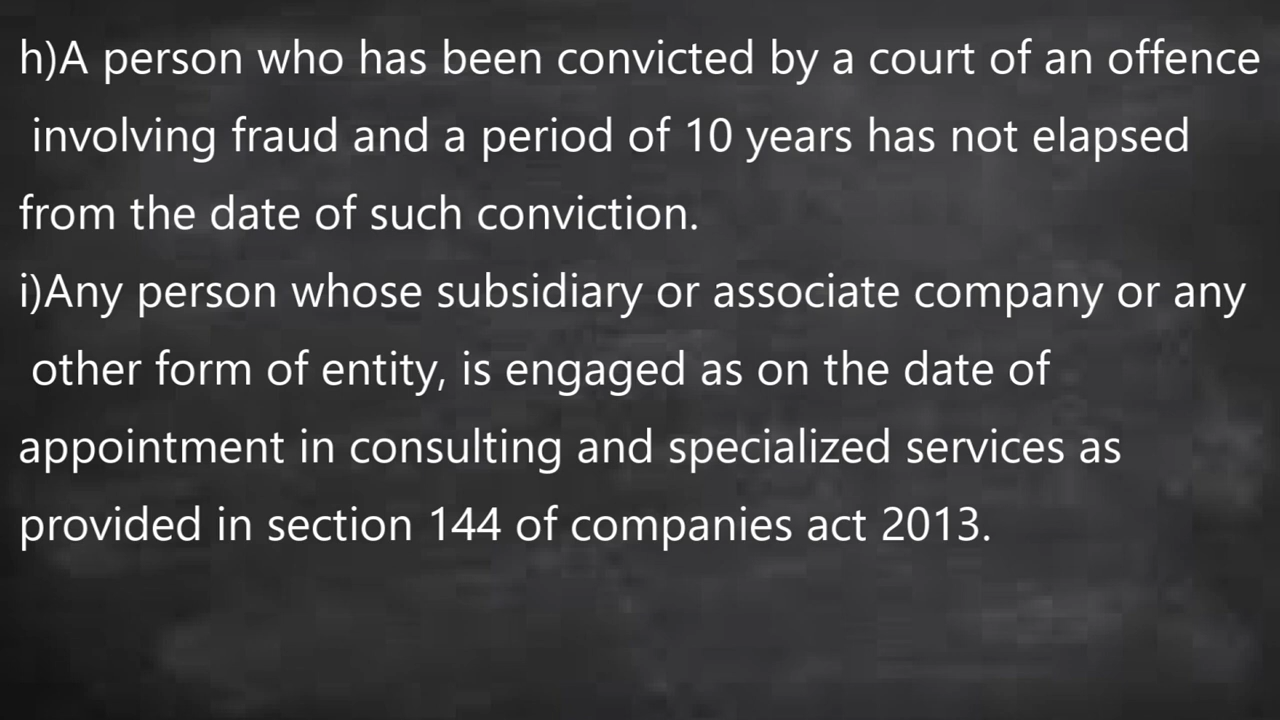 h)A person who has been convicted by a court of an offence
involving fraud and a period of 10 years has not elapsed
from the date of such conviction.
i)Any person whose subsidiary or associate company or any
other form of entity, is engaged as on the date of
appointment in consulting and specialized services as
provided in section 144 of companies act 2013.